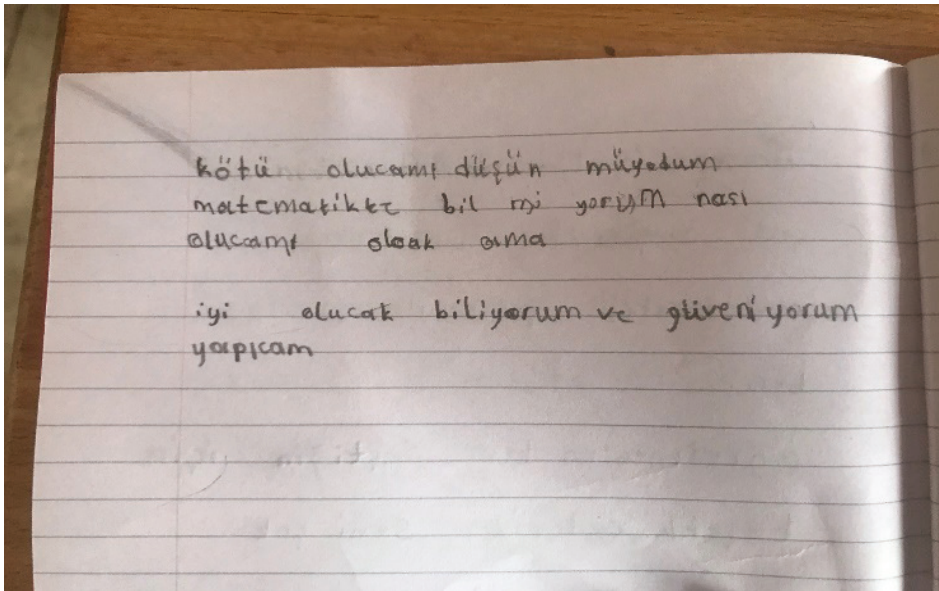 kötü olucamı düşün müyodum
matematikte bil mi yorum nası
olucamı oloak ama
iyi olucak biliyorum ve güveniyorum
yapıcam